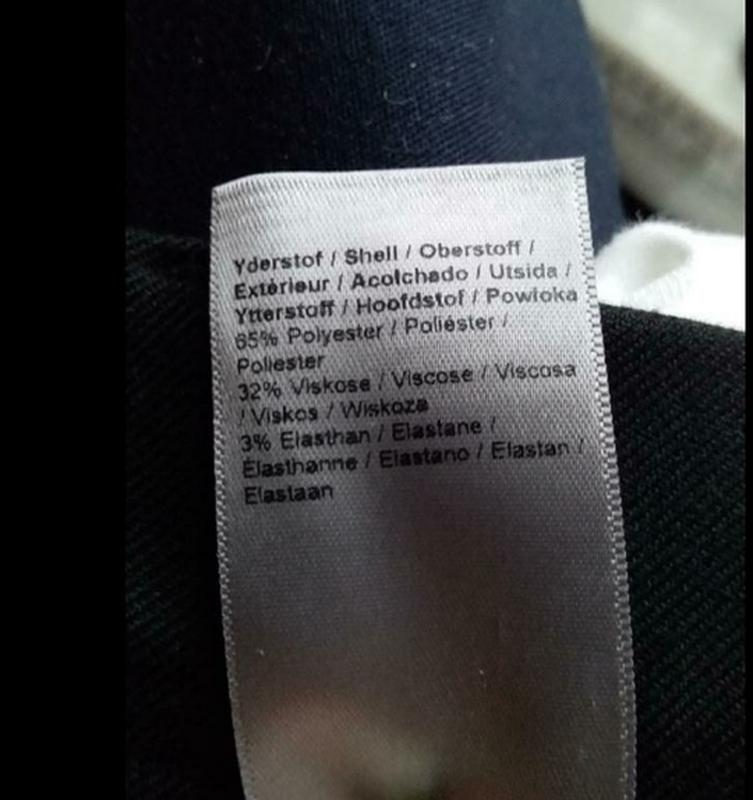 Yderstof / Shell / Oberstoff /
Extérieur / Acolchado / Utsida /
Ytterstoff / Hoofdstof / Powłoka
65% Polyester / Poliéster /
Poliester
32% Viskose / Viscose / Viscosa
/ Viskos / Wiskoza
3% Elasthan / Elastane /
Élasthanne / Elastano / Elastan /
Elastaan